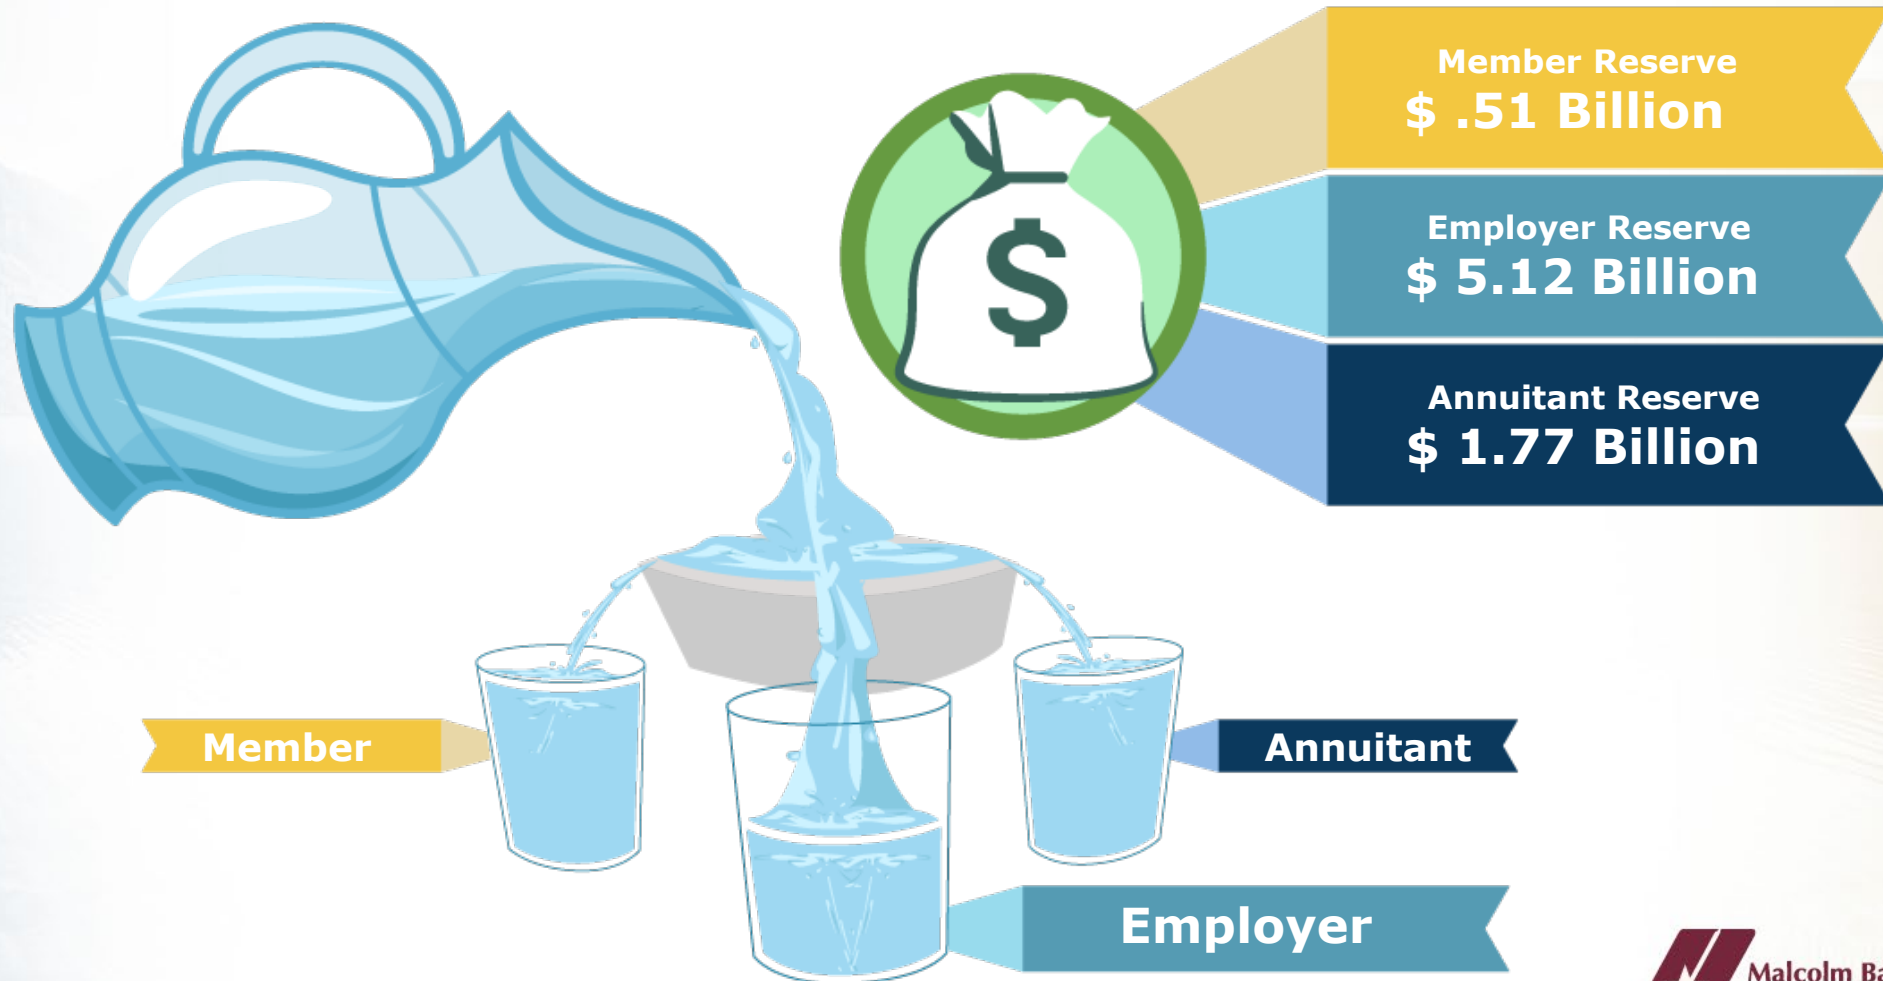 Member Reserve
$ .51 Billion
Employer Reserve
$ 5.12 Billion
Annuitant Reserve
$ 1.77 Billion
$
Member
Annuitant
Employer
Malcolm